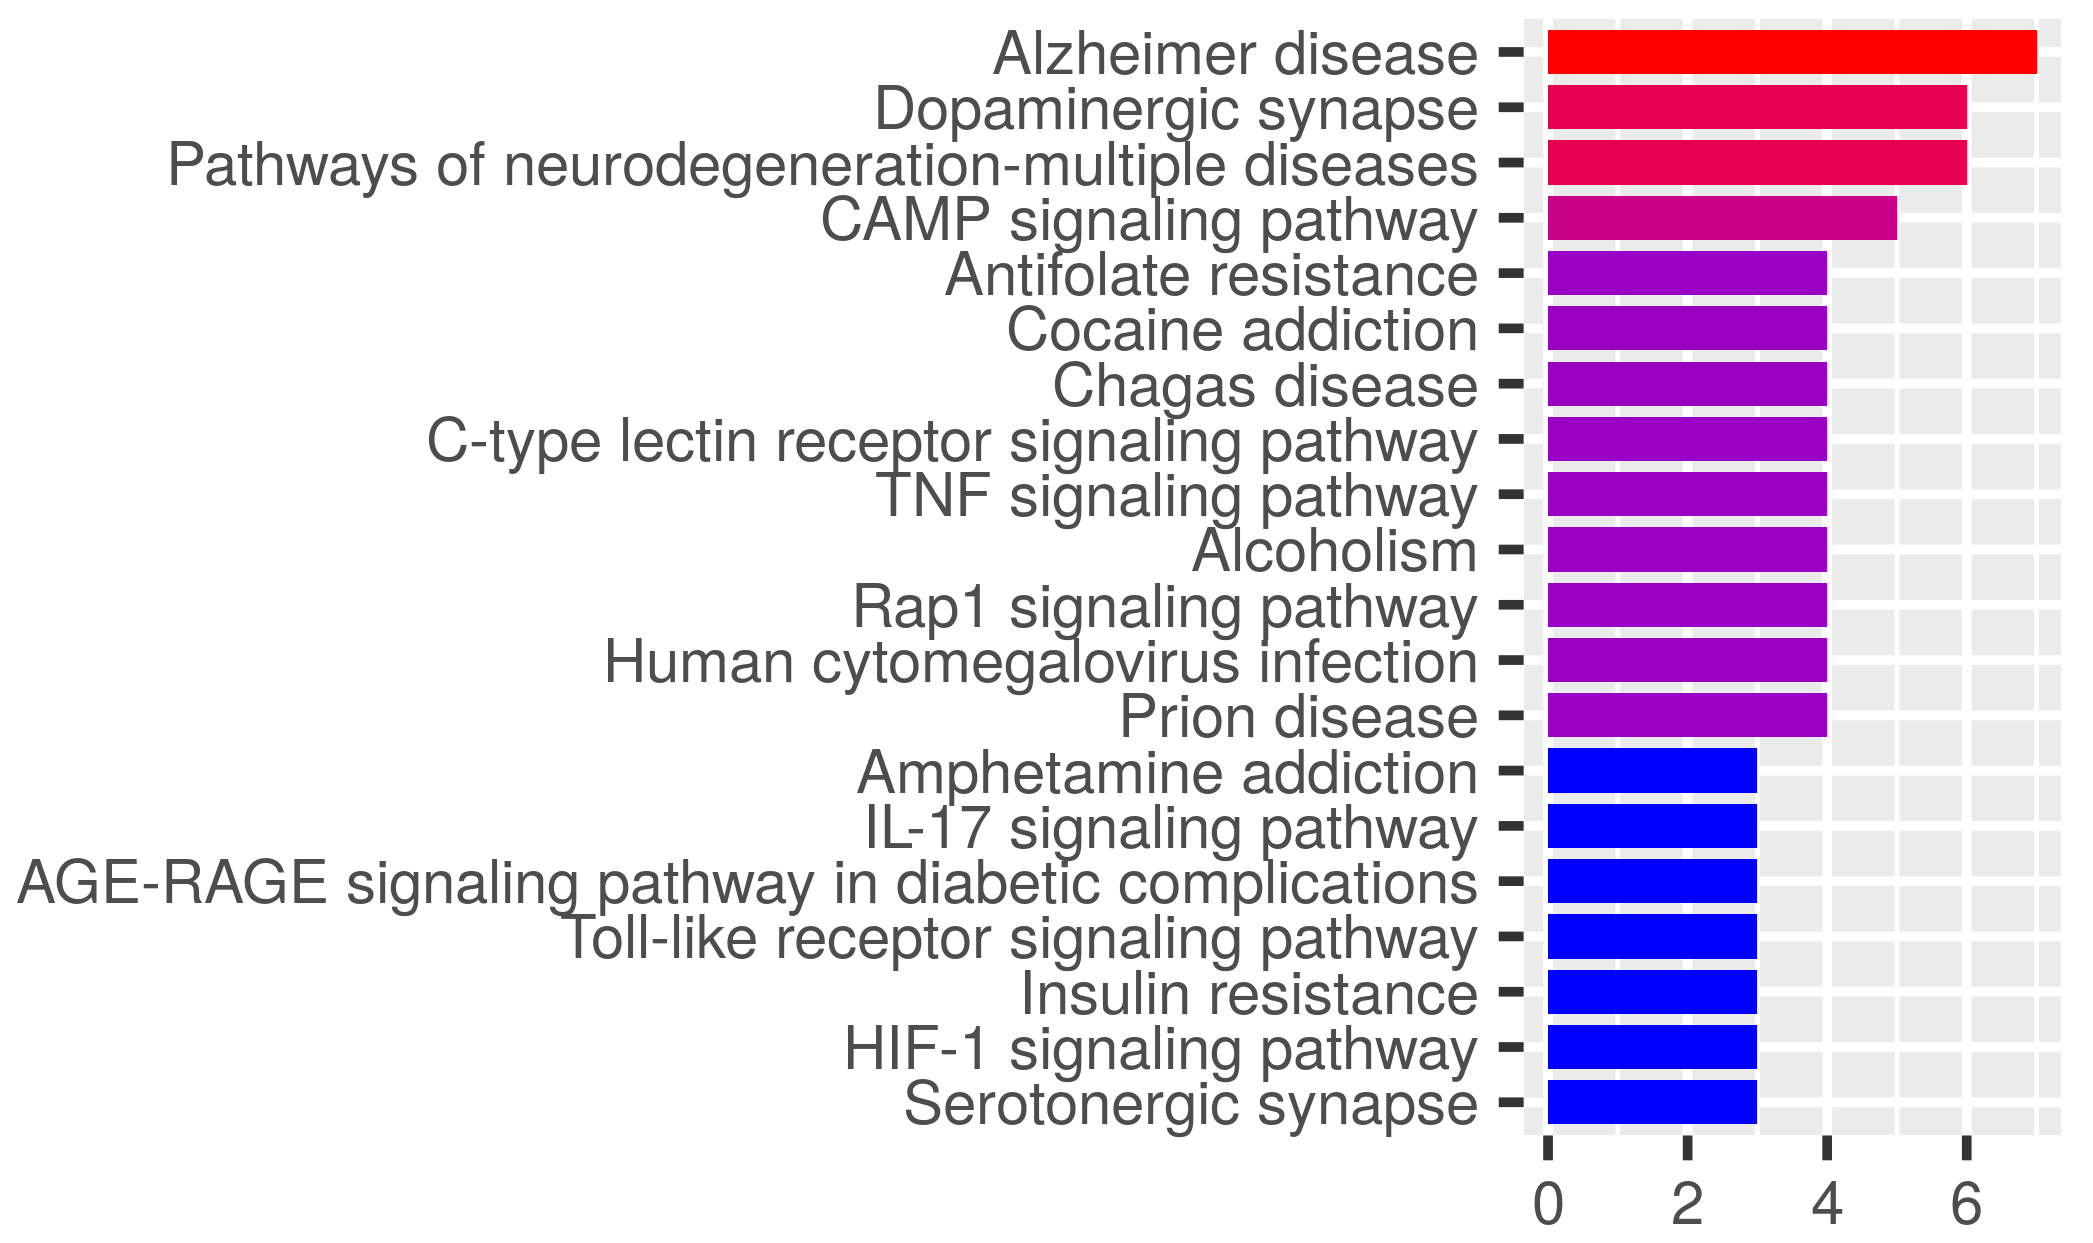 Alzheimer disease
Dopaminergic synapse
Pathways of neurodegeneration-multiple diseases
CAMP signaling pathway
Antifolate resistance
Cocaine addiction
Chagas disease
C-type lectin receptor signaling pathway
TNF signaling pathway
Alcoholism
Rap1 signaling pathway
Human cytomegalovirus infection
Prion disease
Amphetamine addiction
IL-17 signaling pathway
AGE-RAGE signaling pathway in diabetic complications
Toll-like receptor signaling pathway
Insulin resistance
HIF-1 signaling pathway
Serotonergic synapse
0 2 4 6